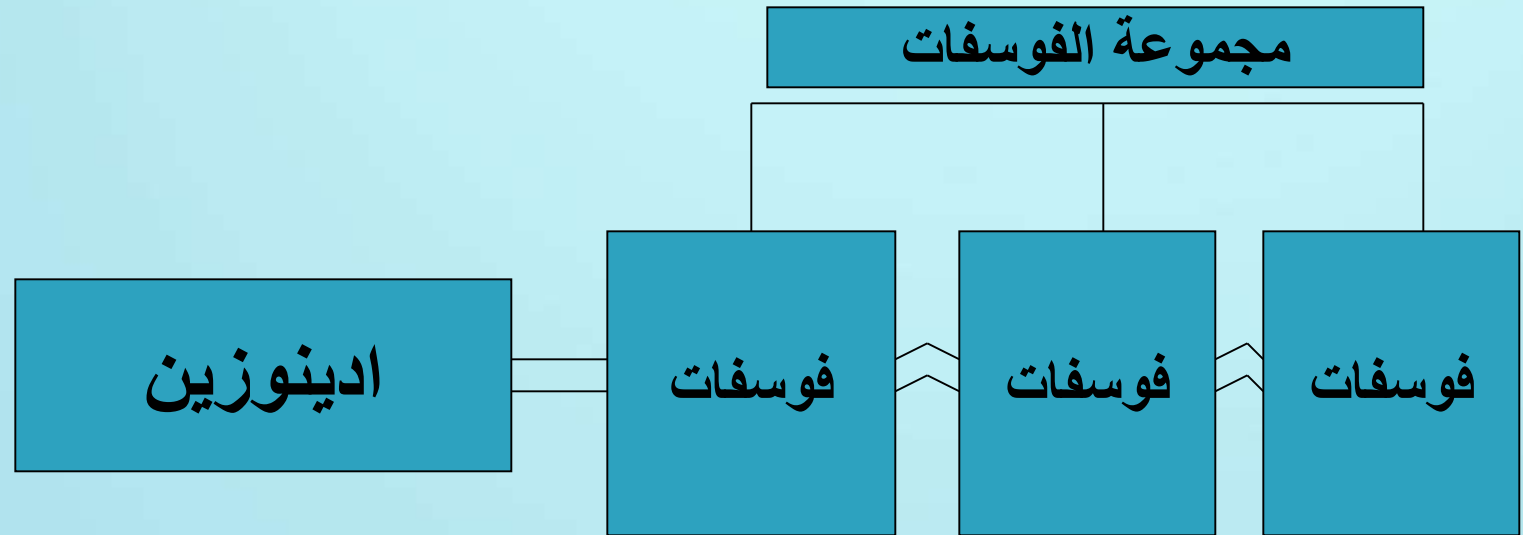 مجموعة الفوسفات
ادينوزين
فوسفات
فوسفات
فوسفات